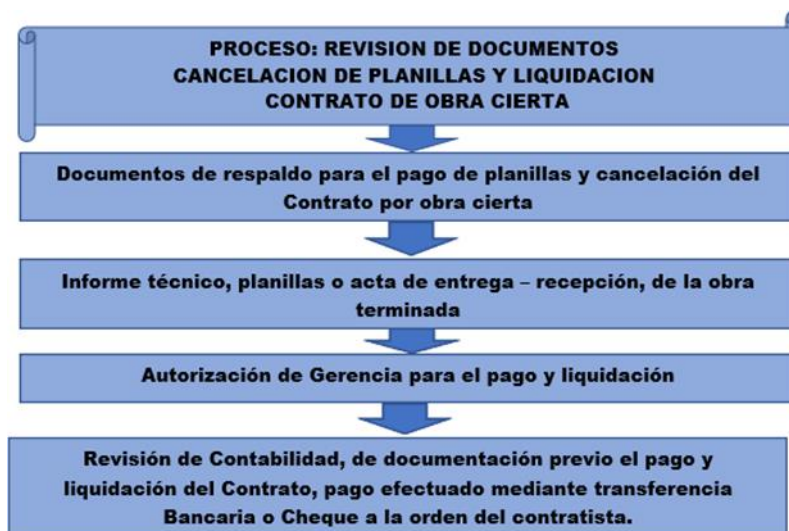 PROCESO: REVISION DE DOCUMENTOS
CANCELACION DE PLANILLAS Y LIQUIDACION
CONTRATO DE OBRA CIERTA
Documentos de respaldo para el pago de planillas y cancelación del
Contrato por obra cierta
Informe técnico, planillas o acta de entrega – recepción, de la obra
terminada
Autorización de Gerencia para el pago y liquidación
Revisión de Contabilidad, de documentación previo el pago y
liquidación del Contrato, pago efectuado mediante transferencia
Bancaria o Cheque a la orden del contratista.